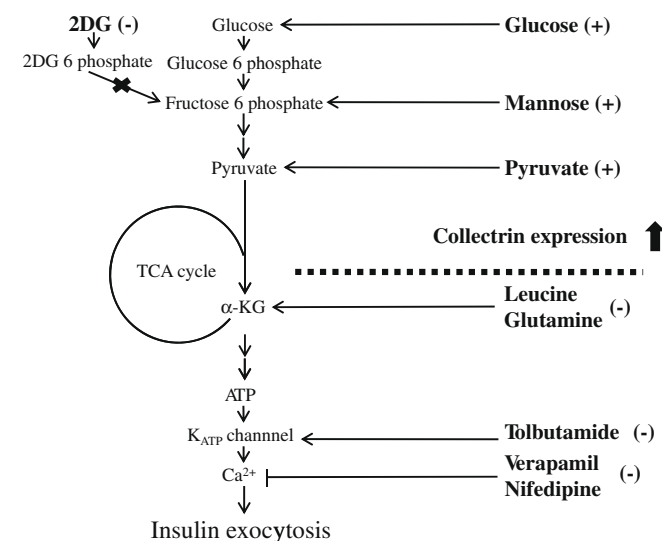 2DG (-)
Glucose
Glucose (+)
2DG 6 phosphate
Glucose 6 phosphate
Fructose 6 phosphate
Mannose (+)
Pyruvate
Pyruvate (+)
Collectrin expression
TCA cycle
α-KG
Leucine
Glutamine
(-)
ATP
KATP channnel
Tolbutamide (-)
Ca2+
Verapamil
Nifedipine
(-)
Insulin exocytosis